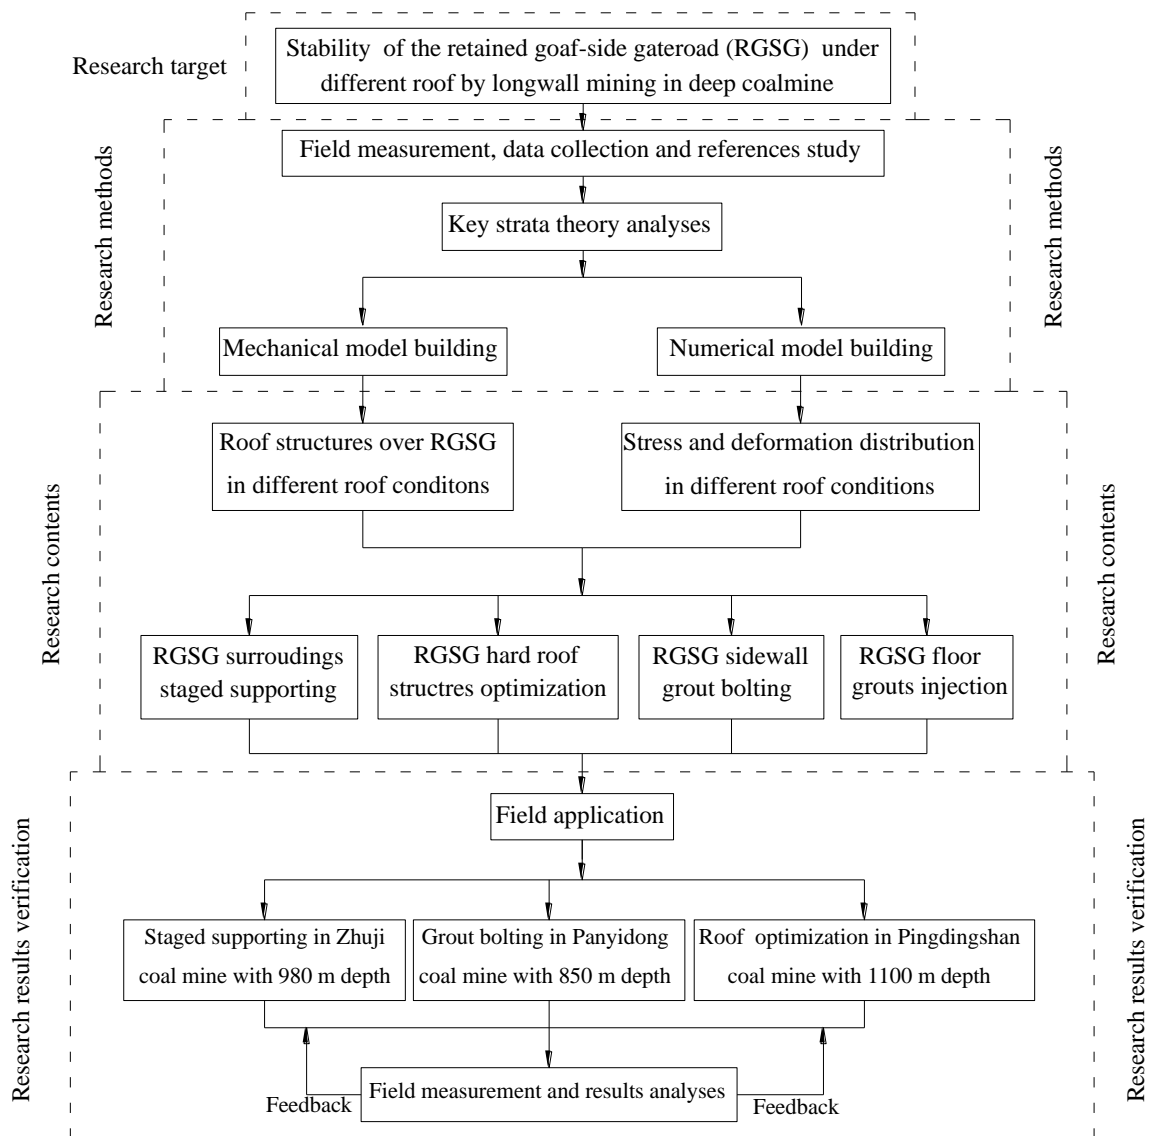 Research target
Stability of the retained goaf-side gateroad (RGSG) under
different roof by longwall mining in deep coalmine
Research methods
Research methods
Field measurement, data collection and references study
Key strata theory analyses
Mechanical model building
Numerical model building
Research contents
Research contents
Roof structures over RGSG
in different roof conditons
Stress and deformation distribution
in different roof conditions
RGSG surroudings
staged supporting
RGSG hard roof
structres optimization
RGSG sidewall
grout bolting
RGSG floor
grouts injection
Research results verification
Research results verification
Field application
Staged supporting in Zhuji
coal mine with 980 m depth
Grout bolting in Panyidong
coal mine with 850 m depth
Roof optimization in Pingdingshan
coal mine with 1100 m depth
Field measurement and results analyses
Feedback
Feedback